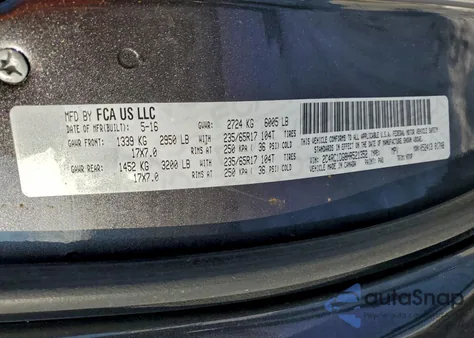 MFD BY FCA US LLC
DATE OF MFR(BUILT): 5-16 GVWR: 2724 KG 6005 LB
GAWR FRONT: 1339 KG 2950 LB 235/65R17 104T TIRES
17X7.0 RIMS AT 250 KPA/ 36 PSI COLD
GAWR REAR: 1452 KG 3200 LB 235/65R17 104T TIRES
17X7.0 RIMS AT 250 KPA/ 36 PSI COLD
THIS VEHICLE CONFORMS TO ALL APPLICABLE U.S.A. FEDERAL MOTOR VEHICLE SAFETY
STANDARDS IN EFFECT ON THE DATE OF MANUFACTURE SHOWN ABOVE.
VIN:
TYPE: MPV
VEHICLE MADE IN CANADA
autoSnap